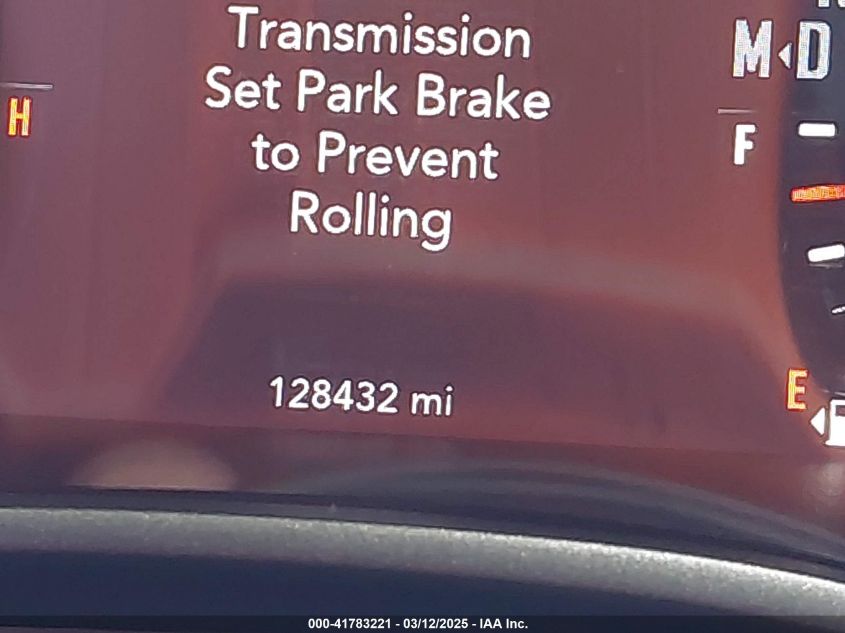 Transmission
Set Park Brake
to Prevent
Rolling
M D
H
F
128432 mi
E
000-41783221 - 03/12/2025 - IAA Inc.